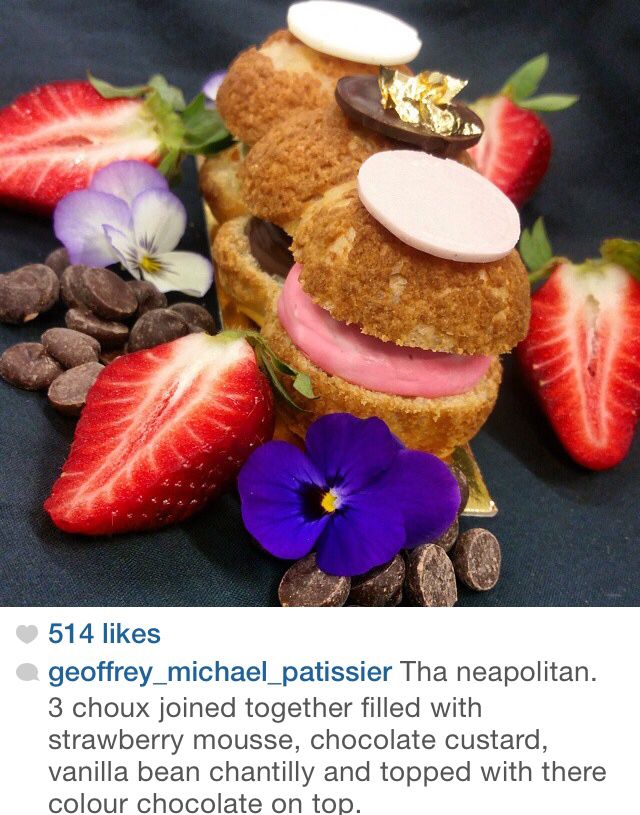 514 likes
geoffrey_michael_patissier Tha neapolitan.
3 choux joined together filled with
strawberry mousse, chocolate custard,
vanilla bean chantilly and topped with there
colour chocolate on top.